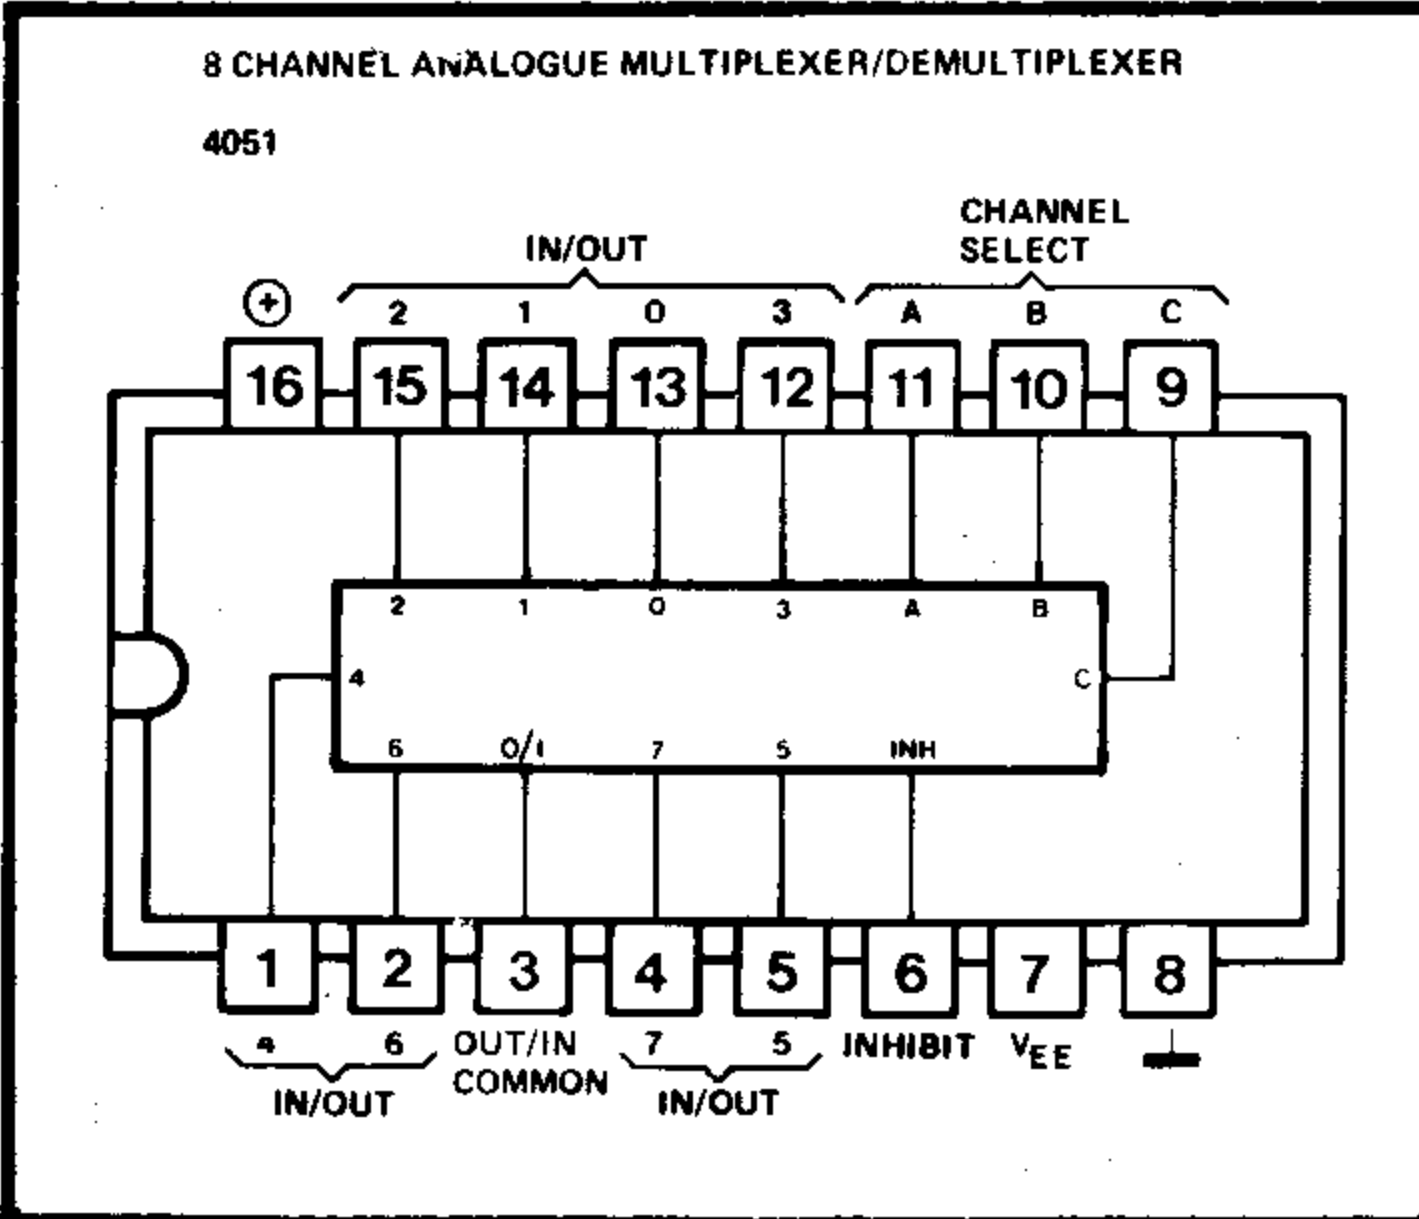 8 CHANNEL ANALOGUE MULTIPLEXER/DEMULTIPLEXER
4051
CHANNEL
SELECT
IN/OUT
+ 2 1 0 3 A B C
16 15 14 13 12 11 10 9
2 1 0 3 A B
4 C
6 O/I 7 5 INH
1 2 3 4 5 6 7 8
4 6 OUT/IN 7 5 INHIBIT VEE
COMMON
IN/OUT IN/OUT